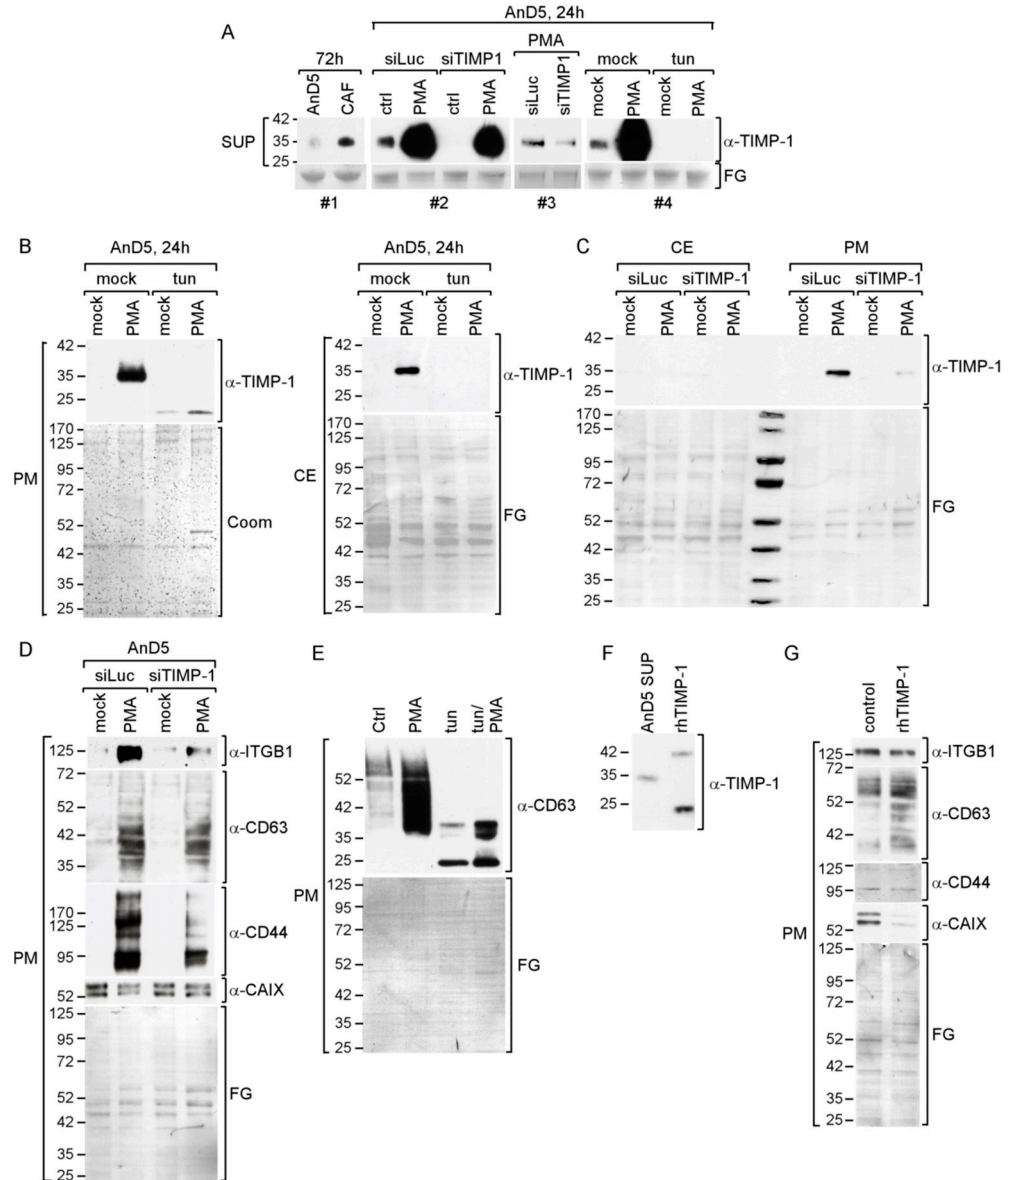 A
AnD5, 24h
PMA
72h siLuc siTIMP1 mock tun
AnD5 CAF ctrl PMA ctrl PMA siLuc siTIMP1 mock PMA mock PMA
SUP
42
35
25
α-TIMP-1
FG
#1 #2 #3 #4
B
AnD5, 24h
mock tun
mock PMA mock PMA
PM
42
35
25
α-TIMP-1
170
125
95
72
52
42
35
25
Coom
AnD5, 24h
mock tun
mock PMA mock PMA
CE
42
35
25
α-TIMP-1
170
125
95
72
52
42
35
25
FG
C
CE PM
siLuc siTIMP-1 siLuc siTIMP-1
mock PMA mock PMA mock PMA mock PMA
42
35
25
α-TIMP-1
170
125
95
72
52
42
35
25
FG
D
AnD5
siLuc siTIMP-1
mock PMA mock PMA
PM
125
α-ITGB1
72
52
42
35
α-CD63
170
125
95
α-CD44
52
α-CAIX
125
95
72
52
42
35
25
FG
E
Ctrl PMA tun tun/
PMA
PM
52
42
35
25
α-CD63
125
95
72
52
42
35
25
FG
F
AnD5 SUP rhTIMP-1
42
35
25
α-TIMP-1
G
control rhTIMP-1
PM
125
α-ITGB1
72
52
42
α-CD63
125
95
α-CD44
52
α-CAIX
125
95
72
52
42
35
25
FG